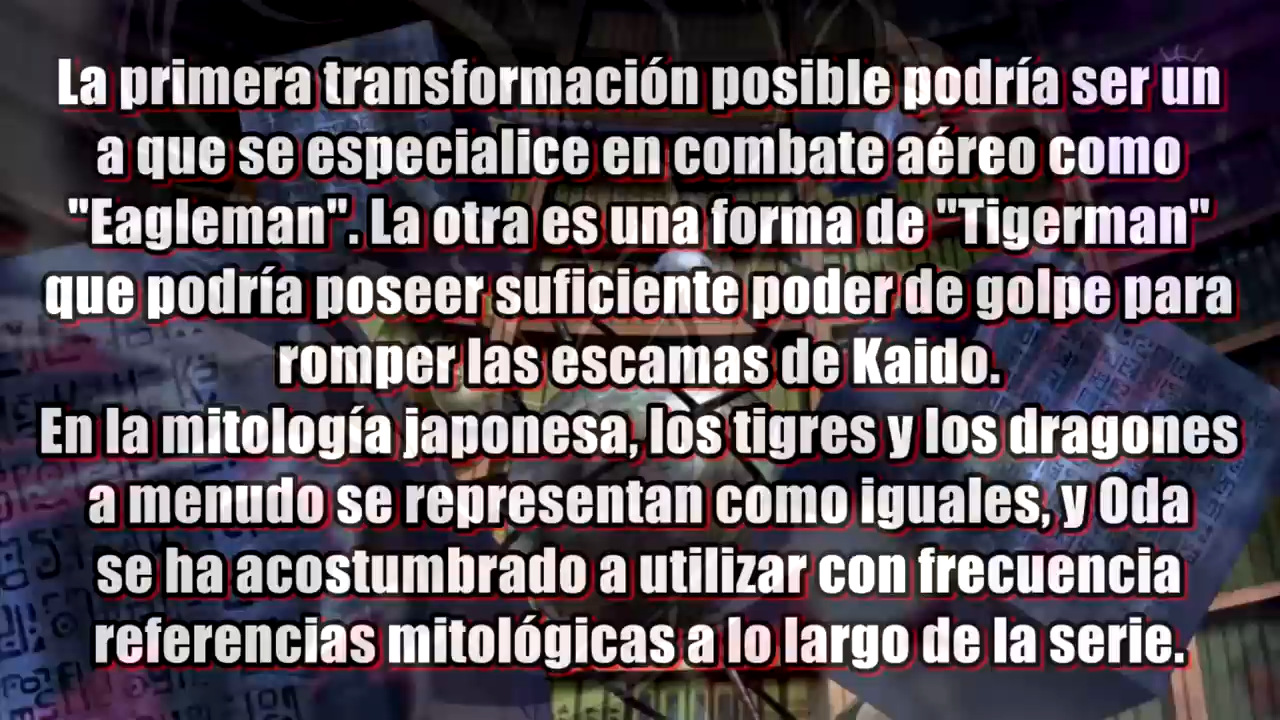 La primera transformación posible podría ser un
a que se especialice en combate aéreo como
"Eagleman". La otra es una forma de "Tigerman"
que podría poseer suficiente poder de golpe para
romper las escamas de Kaido.
En la mitología japonesa, los tigres y los dragones
a menudo se representan como iguales, y Oda
se ha acostumbrado a utilizar con frecuencia
referencias mitológicas a lo largo de la serie.